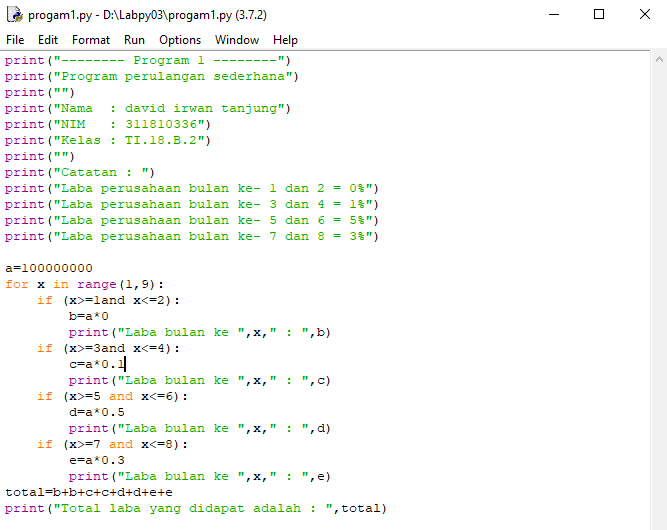 progam1.py - D:\Labpy03\progam1.py (3.7.2)
File Edit Format Run Options Window Help
print("-------- Program 1 --------")
print("Program perulangan sederhana")
print("")
print("Nama  : david irwan tanjung")
print("NIM   : 311810336")
print("Kelas : TI.18.B.2")
print("")
print("Catatan : ")
print("Laba perusahaan bulan ke- 1 dan 2 = 0%")
print("Laba perusahaan bulan ke- 3 dan 4 = 1%")
print("Laba perusahaan bulan ke- 5 dan 6 = 5%")
print("Laba perusahaan bulan ke- 7 dan 8 = 3%")

a=100000000
for x in range(1,9):
    if (x>=1and x<=2):
        b=a*0
        print("Laba bulan ke ",x," : ",b)
    if (x>=3and x<=4):
        c=a*0.1
        print("Laba bulan ke ",x," : ",c)
    if (x>=5 and x<=6):
        d=a*0.5
        print("Laba bulan ke ",x," : ",d)
    if (x>=7 and x<=8):
        e=a*0.3
        print("Laba bulan ke ",x," : ",e)
total=b+b+c+c+d+d+e+e
print("Total laba yang didapat adalah : ",total)